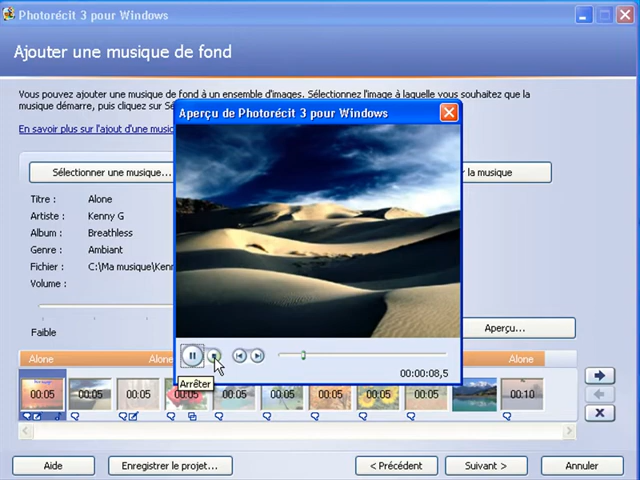 Photorécit 3 pour Windows
Ajouter une musique de fond
Vous pouvez ajouter une musique de fond à un ensemble d'images. Sélectionnez l'image à laquelle vous souhaitez que la
musique démarre, puis cliquez sur
En savoir plus sur l'ajout d'une
Aperçu de Photorécit 3 pour Windows
Sélectionner une musique...
la musique
Titre : Alone
Artiste : Kenny G
Album : Breathless
Genre : Ambiant
Fichier : C:\Ma musique\
Volume :
Faible
Aperçu...
00:00:08,5
Arrêter
Alone
Alone
Alone
00:05 00:05 00:05 00:05 00:05 00:05 00:05 00:05 00:05 00:10
Aide
Enregistrer le projet...
< Précédent
Suivant >
Annuler